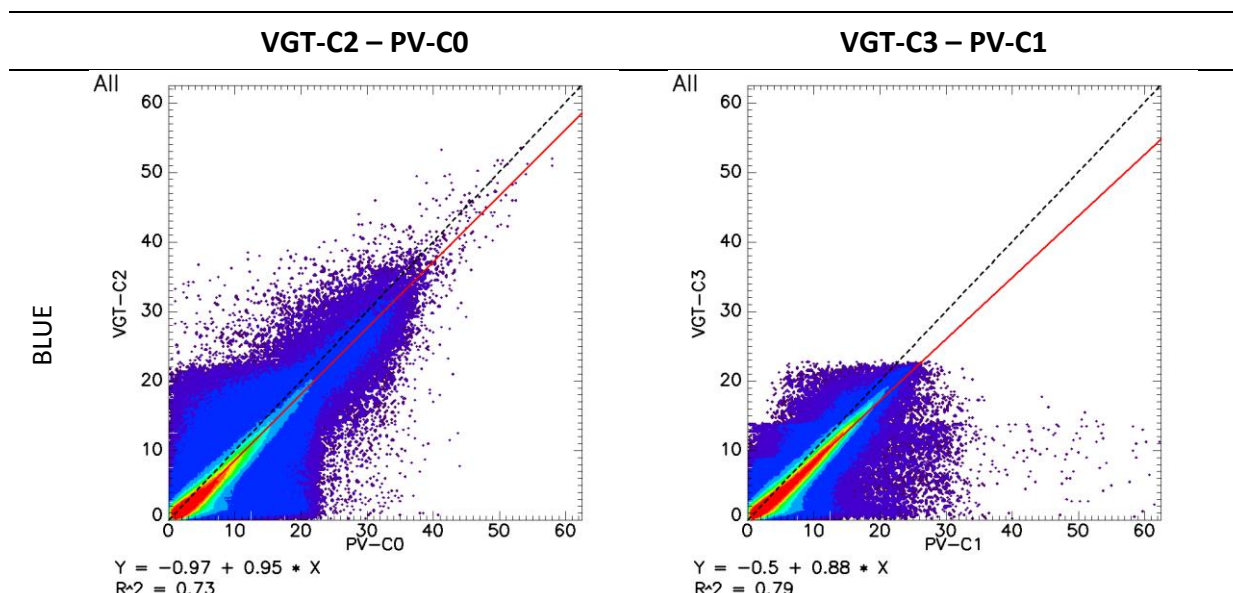 VGT-C2 – PV-C0
VGT-C3 – PV-C1
BLUE
All
60
50
40
30
20
10
0
VGT-C2
0 10 20 30 40 50 60
PV-C0
Y = -0.97 + 0.95 * X
R^2 = 0.73
All
60
50
40
30
20
10
0
VGT-C3
0 10 20 30 40 50 60
PV-C1
Y = -0.5 + 0.88 * X
R^2 = 0.79